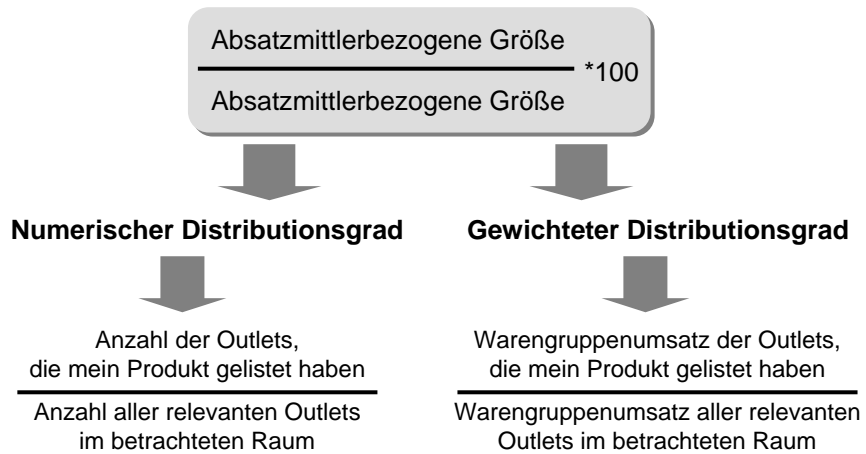 Absatzmittlerbezogene Größe
*100
Absatzmittlerbezogene Größe
Numerischer Distributionsgrad
Gewichteter Distributionsgrad
Anzahl der Outlets,
die mein Produkt gelistet haben
Anzahl aller relevanten Outlets
im betrachteten Raum
Warengruppenumsatz der Outlets,
die mein Produkt gelistet haben
Warengruppenumsatz aller relevanten
Outlets im betrachteten Raum